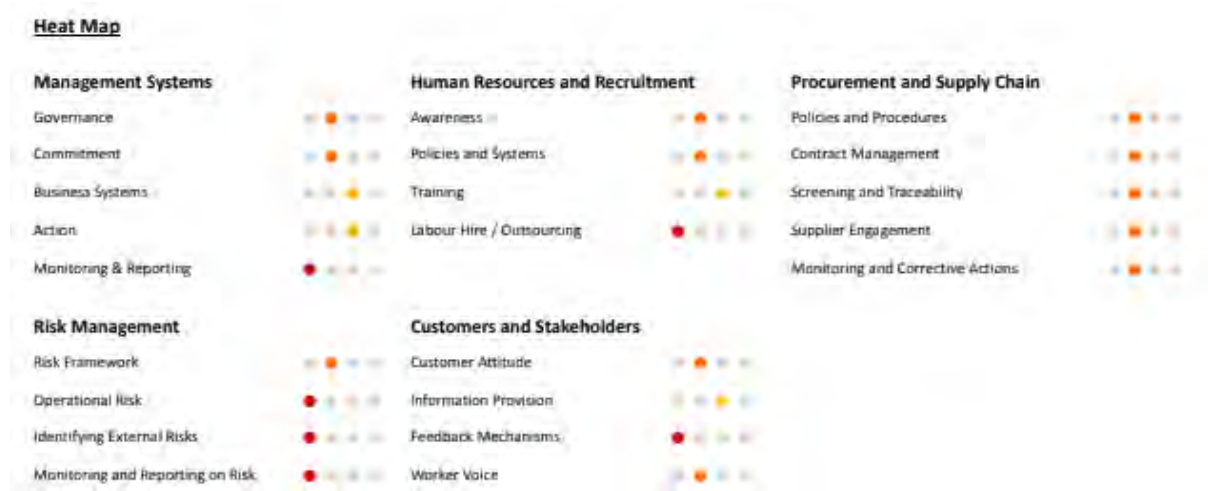 Heat Map
Management Systems
Governance
Commitment
Business Systems
Action
Monitoring & Reporting
Human Resources and Recruitment
Awareness
Policies and Systems
Training
Labour Hire / Outsourcing
Procurement and Supply Chain
Policies and Procedures
Contract Management
Screening and Traceability
Supplier Engagement
Monitoring and Corrective Actions
Risk Management
Risk Framework
Operational Risk
Identifying External Risks
Monitoring and Reporting on Risk
Customers and Stakeholders
Customer Attitude
Information Provision
Feedback Mechanisms
Worker Voice